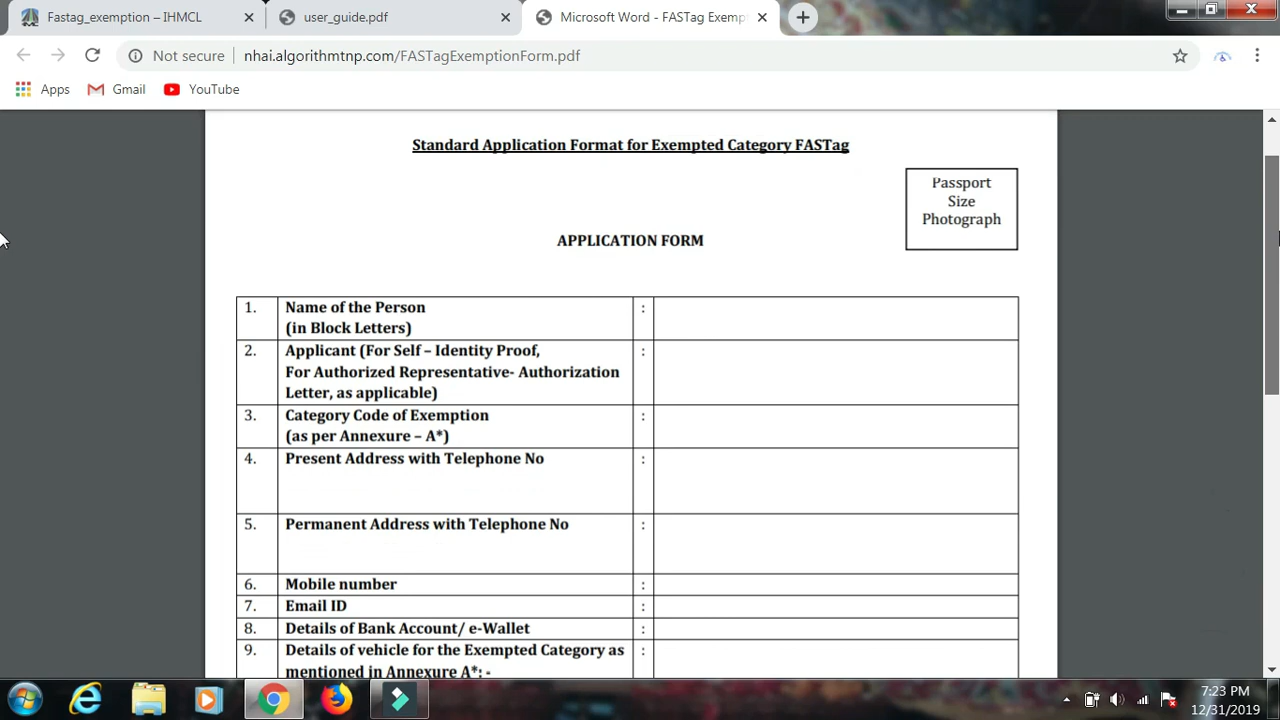 Fastag_exemption – IHMCL
user_guide.pdf
Microsoft Word - FASTag Exemp
Not secure
nhai.algorithmtnp.com/FASTagExemptionForm.pdf
Apps
Gmail
YouTube
Standard Application Format for Exempted Category FASTag
Passport
Size
Photograph
APPLICATION FORM
1. Name of the Person :
(in Block Letters)
2. Applicant (For Self – Identity Proof, :
For Authorized Representative- Authorization
Letter, as applicable)
3. Category Code of Exemption :
(as per Annexure – A*)
4. Present Address with Telephone No :
5. Permanent Address with Telephone No :
6. Mobile number :
7. Email ID :
8. Details of Bank Account/ e-Wallet :
9. Details of vehicle for the Exempted Category as :
mentioned in Annexure A*: -
7:23 PM
12/31/2019